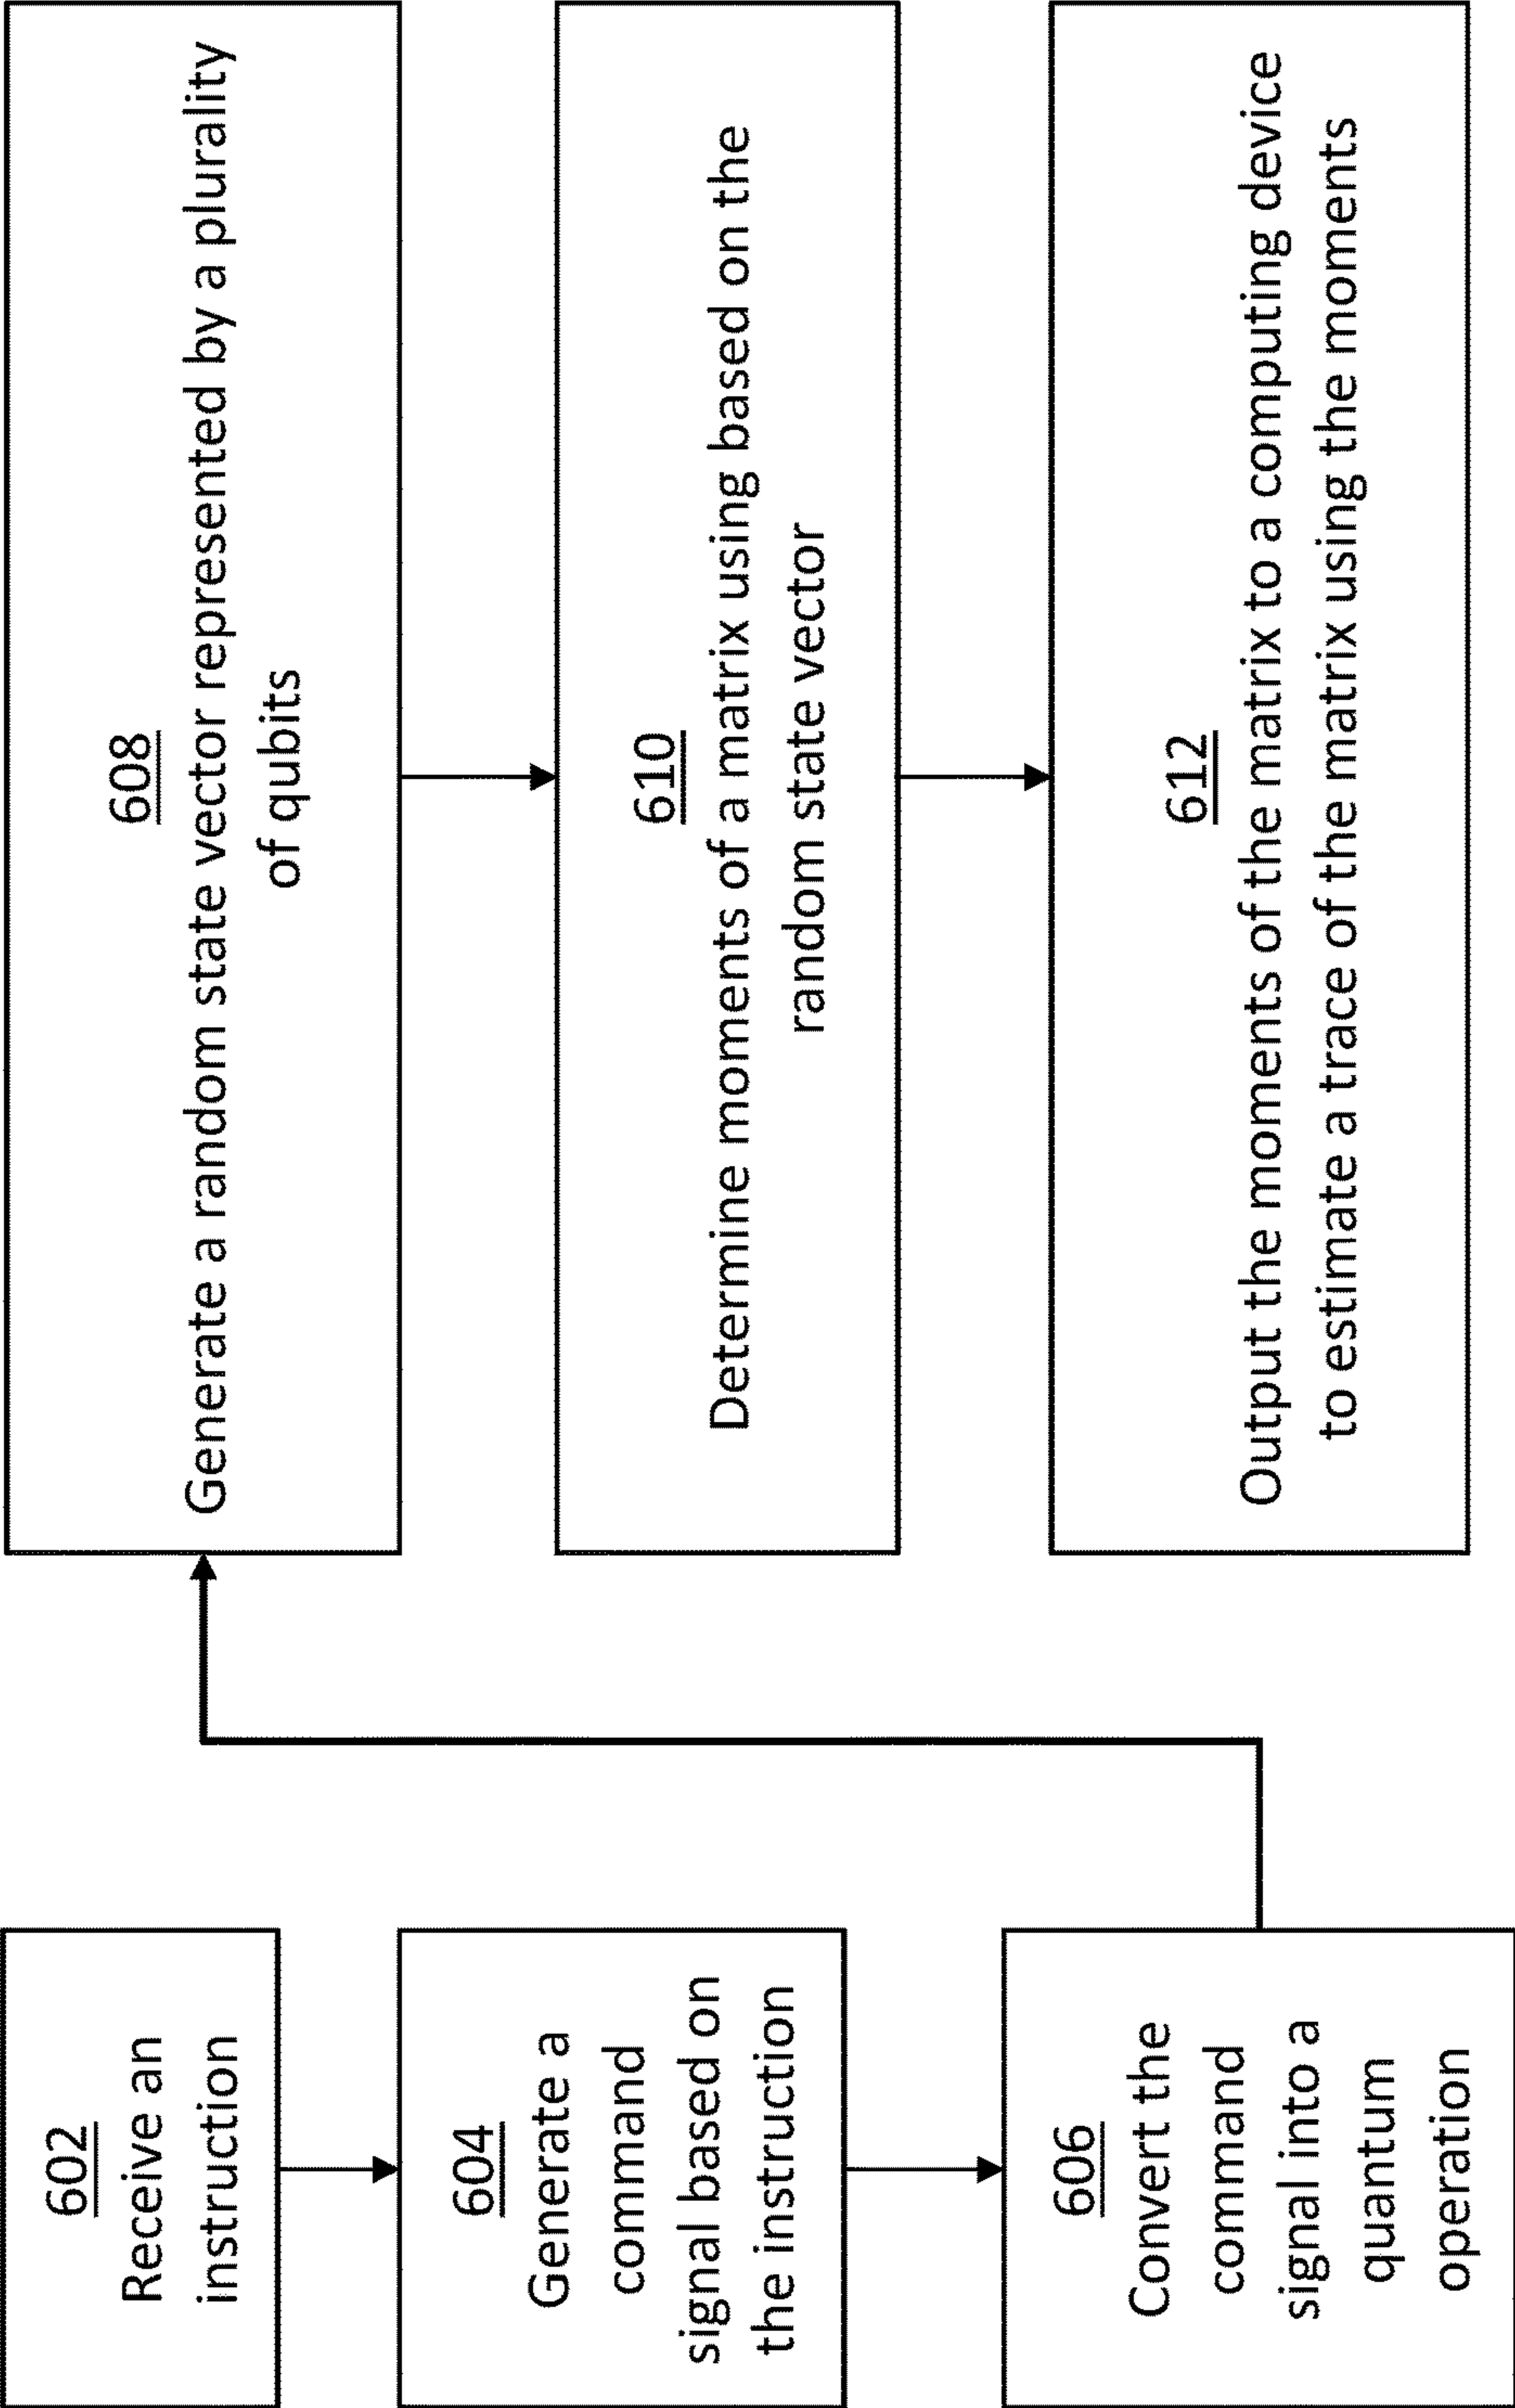 602
Receive an
instruction
604
Generate a
command
signal based on
the instruction
606
Convert the
command
signal into a
quantum
operation
608
Generate a random state vector represented by a plurality
of qubits
610
Determine moments of a matrix using based on the
random state vector
612
Output the moments of the matrix to a computing device
to estimate a trace of the matrix using the moments